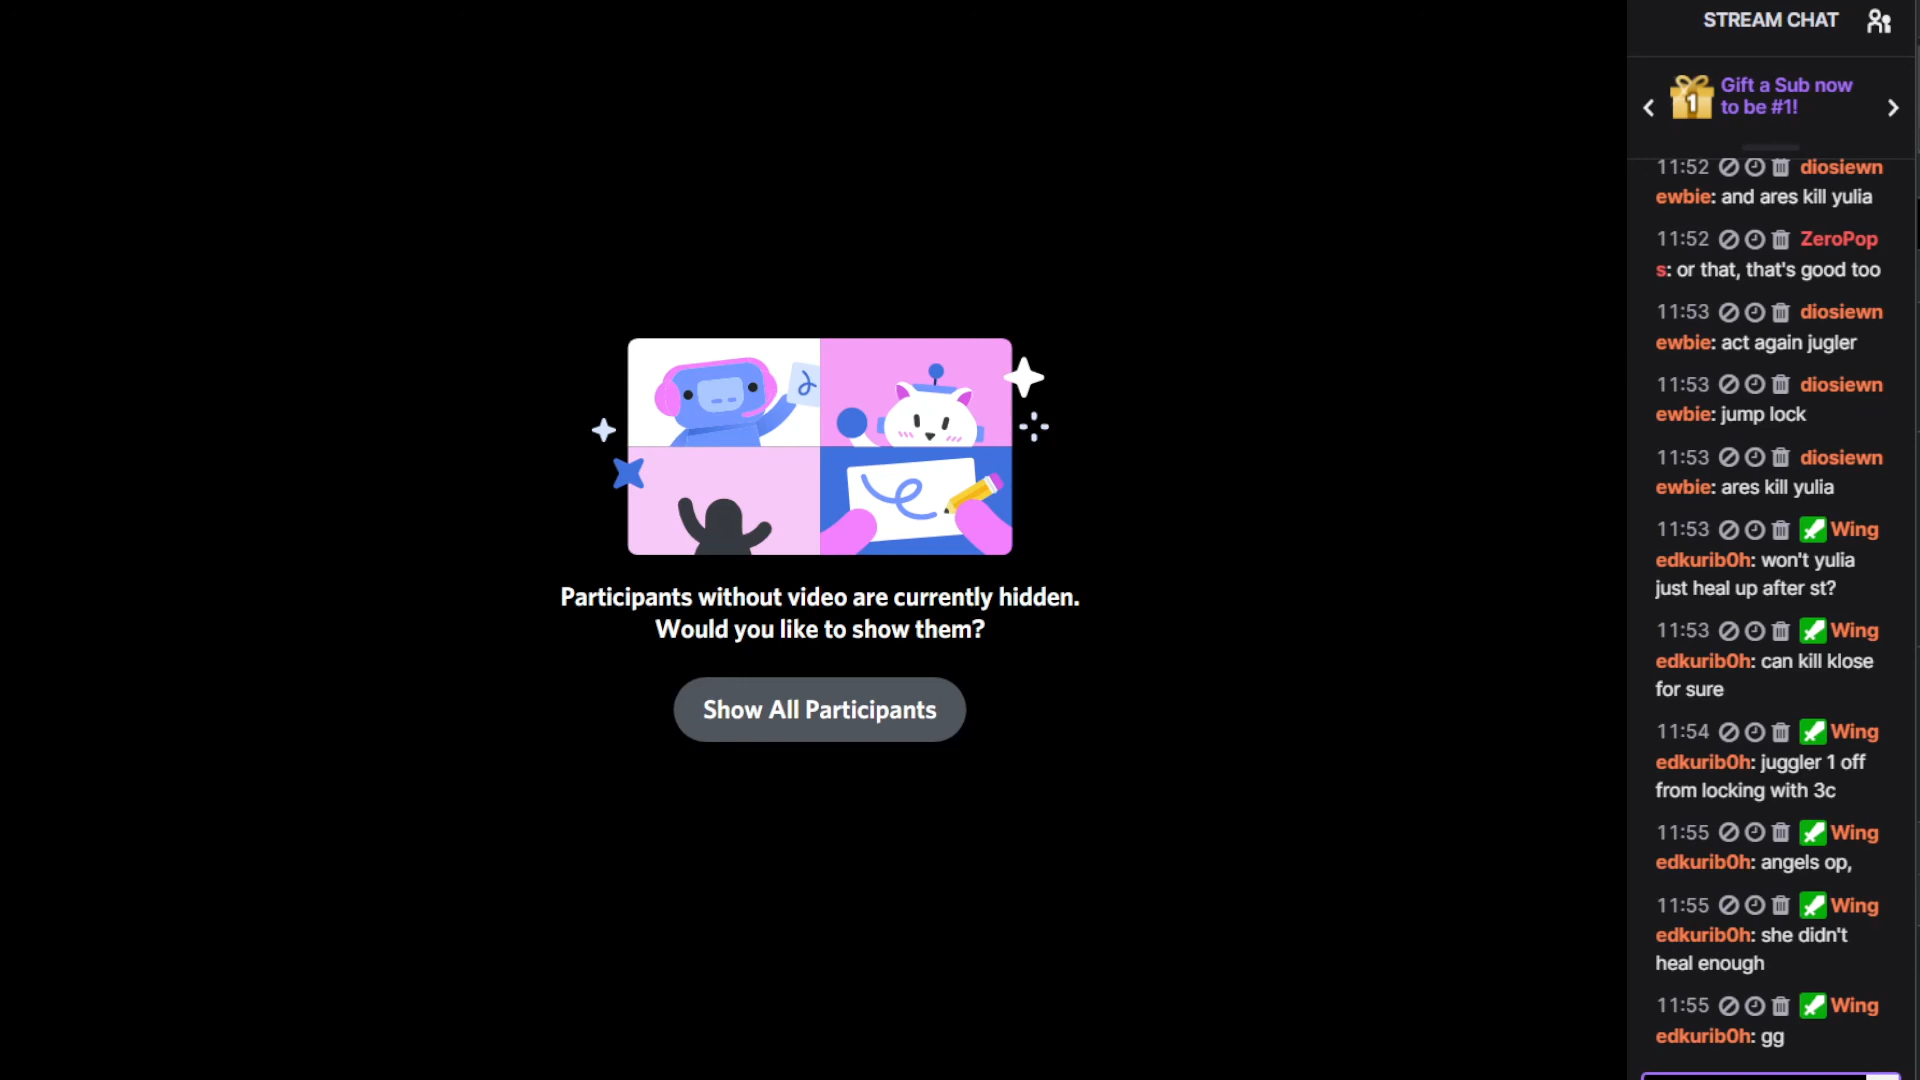 STREAM CHAT
1
Gift a Sub now
to be #1!
11:52 diosiewn
ewbie: and ares kill yulia
11:52 ZeroPop
s: or that, that's good too
11:53 diosiewn
ewbie: act again jugler
11:53 diosiewn
ewbie: jump lock
11:53 diosiewn
ewbie: ares kill yulia
11:53 Wing
edkurib0h: won't yulia
just heal up after st?
11:53 Wing
edkurib0h: can kill klose
for sure
11:54 Wing
edkurib0h: juggler 1 off
from locking with 3c
11:55 Wing
edkurib0h: angels op,
11:55 Wing
edkurib0h: she didn't
heal enough
11:55 Wing
edkurib0h: gg
Participants without video are currently hidden.
Would you like to show them?
Show All Participants